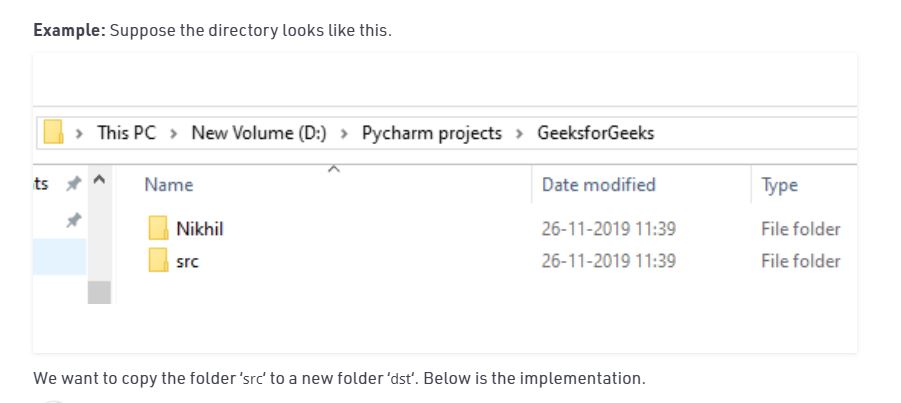 Example: Suppose the directory looks like this.
This PC > New Volume (D:) > Pycharm projects > GeeksforGeeks
ts Name Date modified Type
Nikhil 26-11-2019 11:39 File folder
src 26-11-2019 11:39 File folder
We want to copy the folder ‘src’ to a new folder ‘dst’. Below is the implementation.